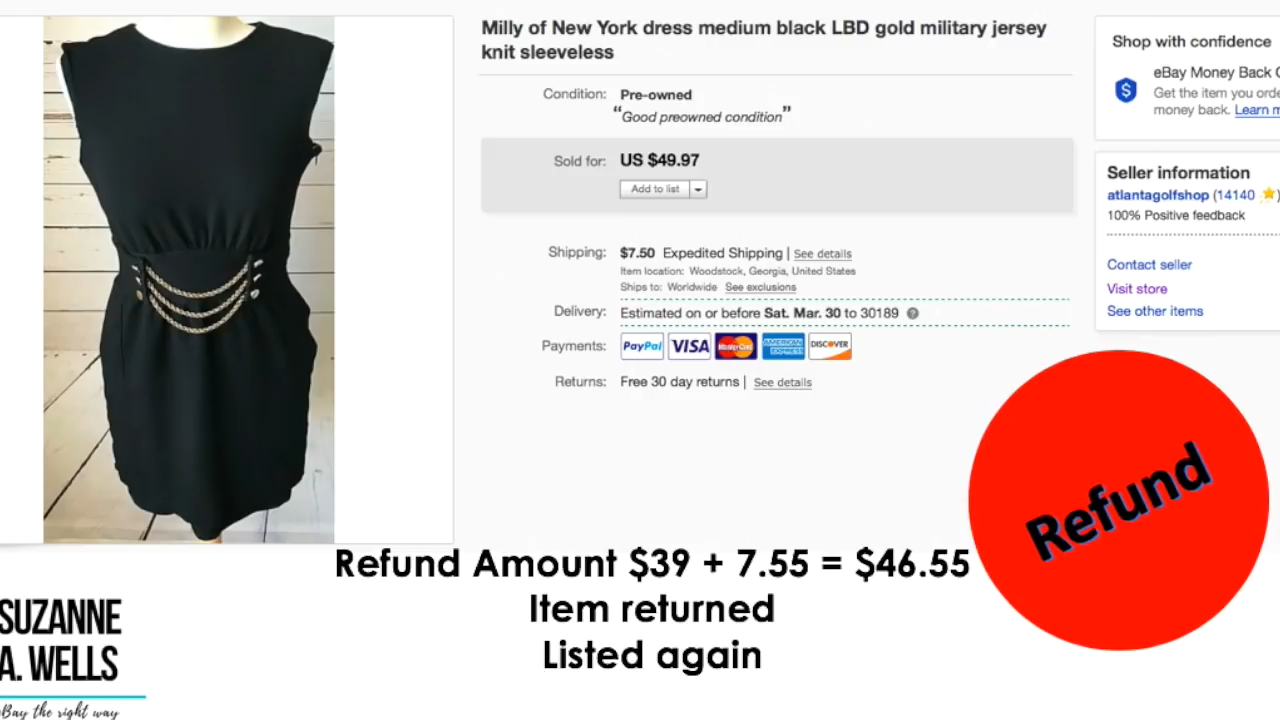 Milly of New York dress medium black LBD gold military jersey
knit sleeveless
Condition: Pre-owned
“Good preowned condition”
Sold for: US $49.97
Add to list
Shipping: $7.50 Expedited Shipping | See details
Item location: Woodstock, Georgia, United States
Ships to: Worldwide See exclusions
Delivery: Estimated on or before Sat. Mar. 30 to 30189 ?
Payments: PayPal VISA MasterCard AMERICAN EXPRESS DISCOVER
Returns: Free 30 day returns | See details
Shop with confidence
$
eBay Money Back
Get the item you
money back. Learn
Seller information
atlantagolfshop (14140 )
100% Positive feedback
Contact seller
Visit store
See other items
Refund
Refund Amount $39 + 7.55 = $46.55
Item returned
Listed again
SUZANNE
A. WELLS
eBay the right way